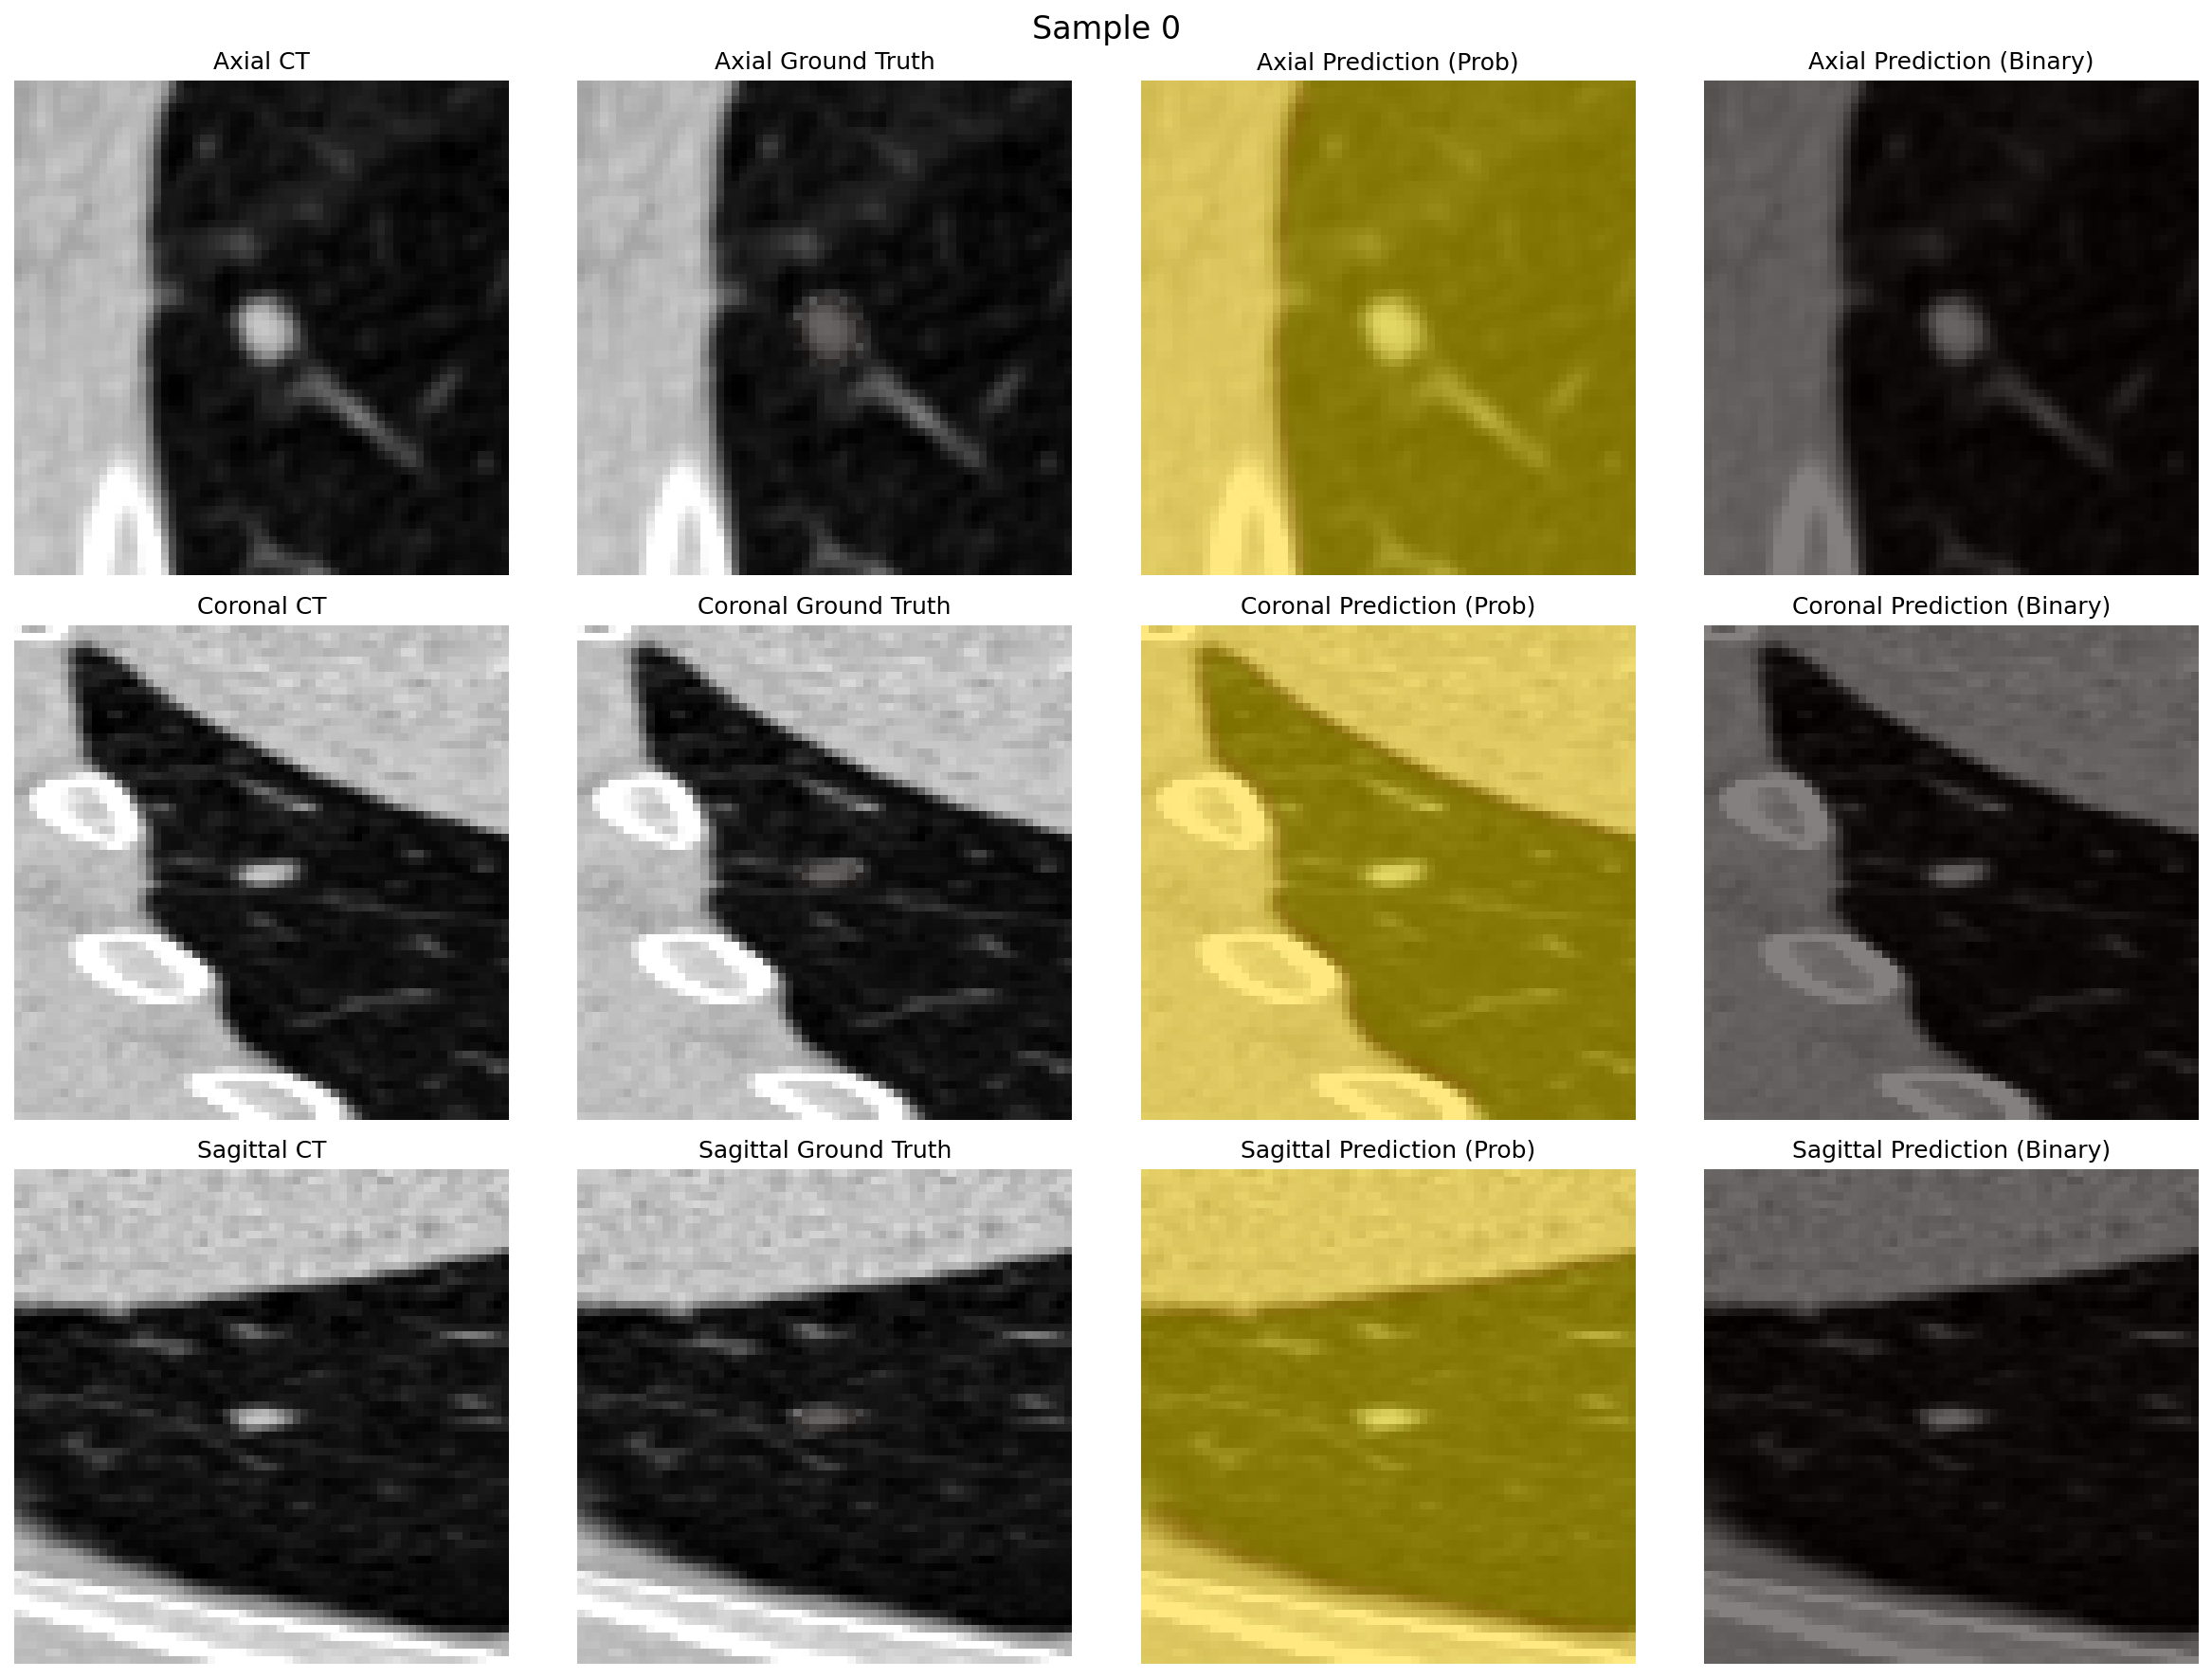 Sample 0
Axial CT
Axial Ground Truth
Axial Prediction (Prob)
Axial Prediction (Binary)
Coronal CT
Coronal Ground Truth
Coronal Prediction (Prob)
Coronal Prediction (Binary)
Sagittal CT
Sagittal Ground Truth
Sagittal Prediction (Prob)
Sagittal Prediction (Binary)